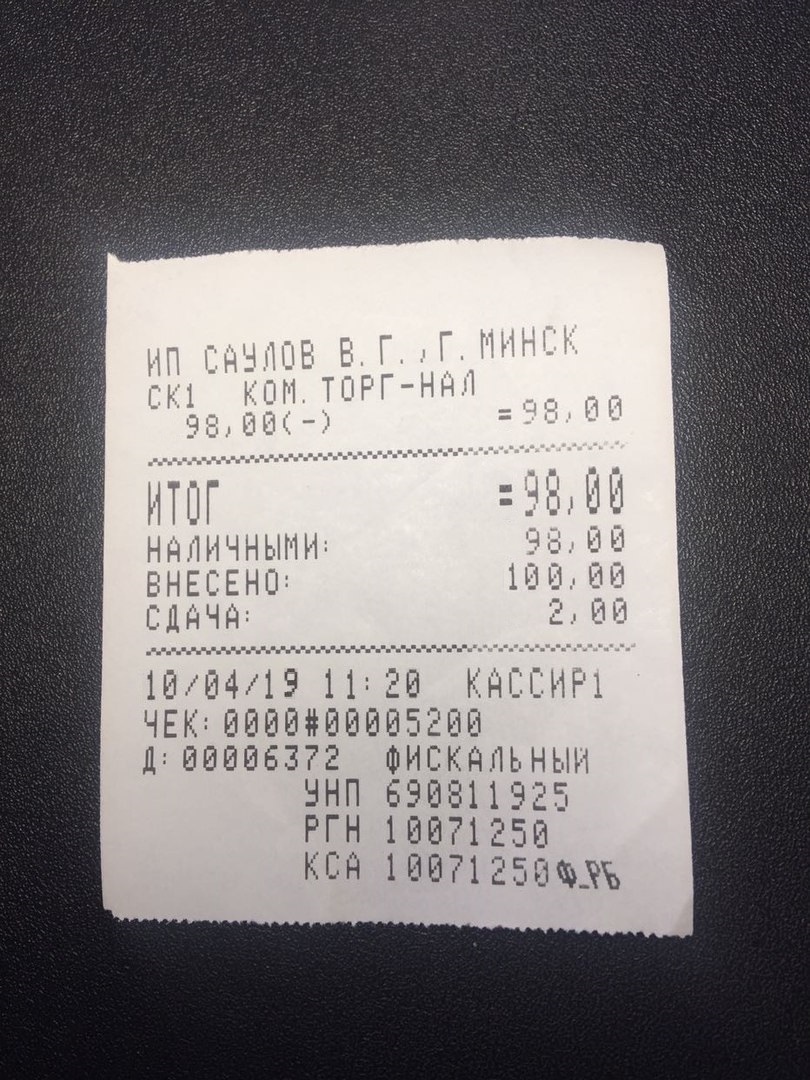 ИП САУЛОВ В.Г.,Г.МИНСК
СК1 КОМ.ТОРГ-НАЛ
98,00(-) =98,00
ИТОГ =98,00
НАЛИЧНЫМИ: 98,00
ВНЕСЕНО: 100,00
СДАЧА: 2,00
10/04/19 11:20 КАССИР1
ЧЕК:0000#00005200
Д:00006372 ФИСКАЛЬНЫЙ
УНП 690811925
РГН 10071250
КСА 10071250 Ф_РБ